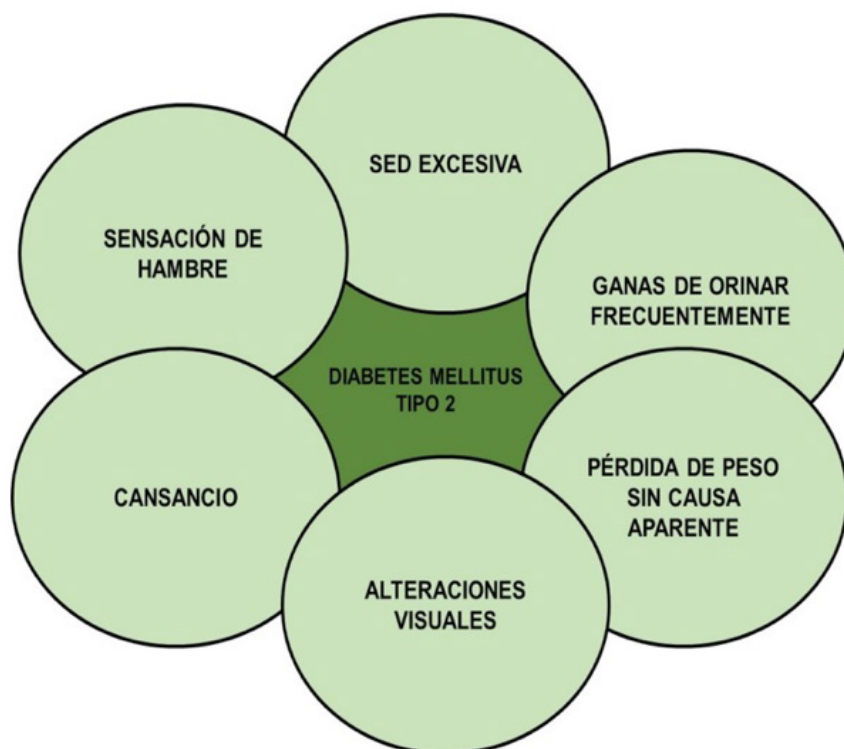 SED EXCESIVA
SENSACIÓN DE
HAMBRE
GANAS DE ORINAR
FRECUENTEMENTE
DIABETES MELLITUS
TIPO 2
CANSANCIO
PÉRDIDA DE PESO
SIN CAUSA
APARENTE
ALTERACIONES
VISUALES